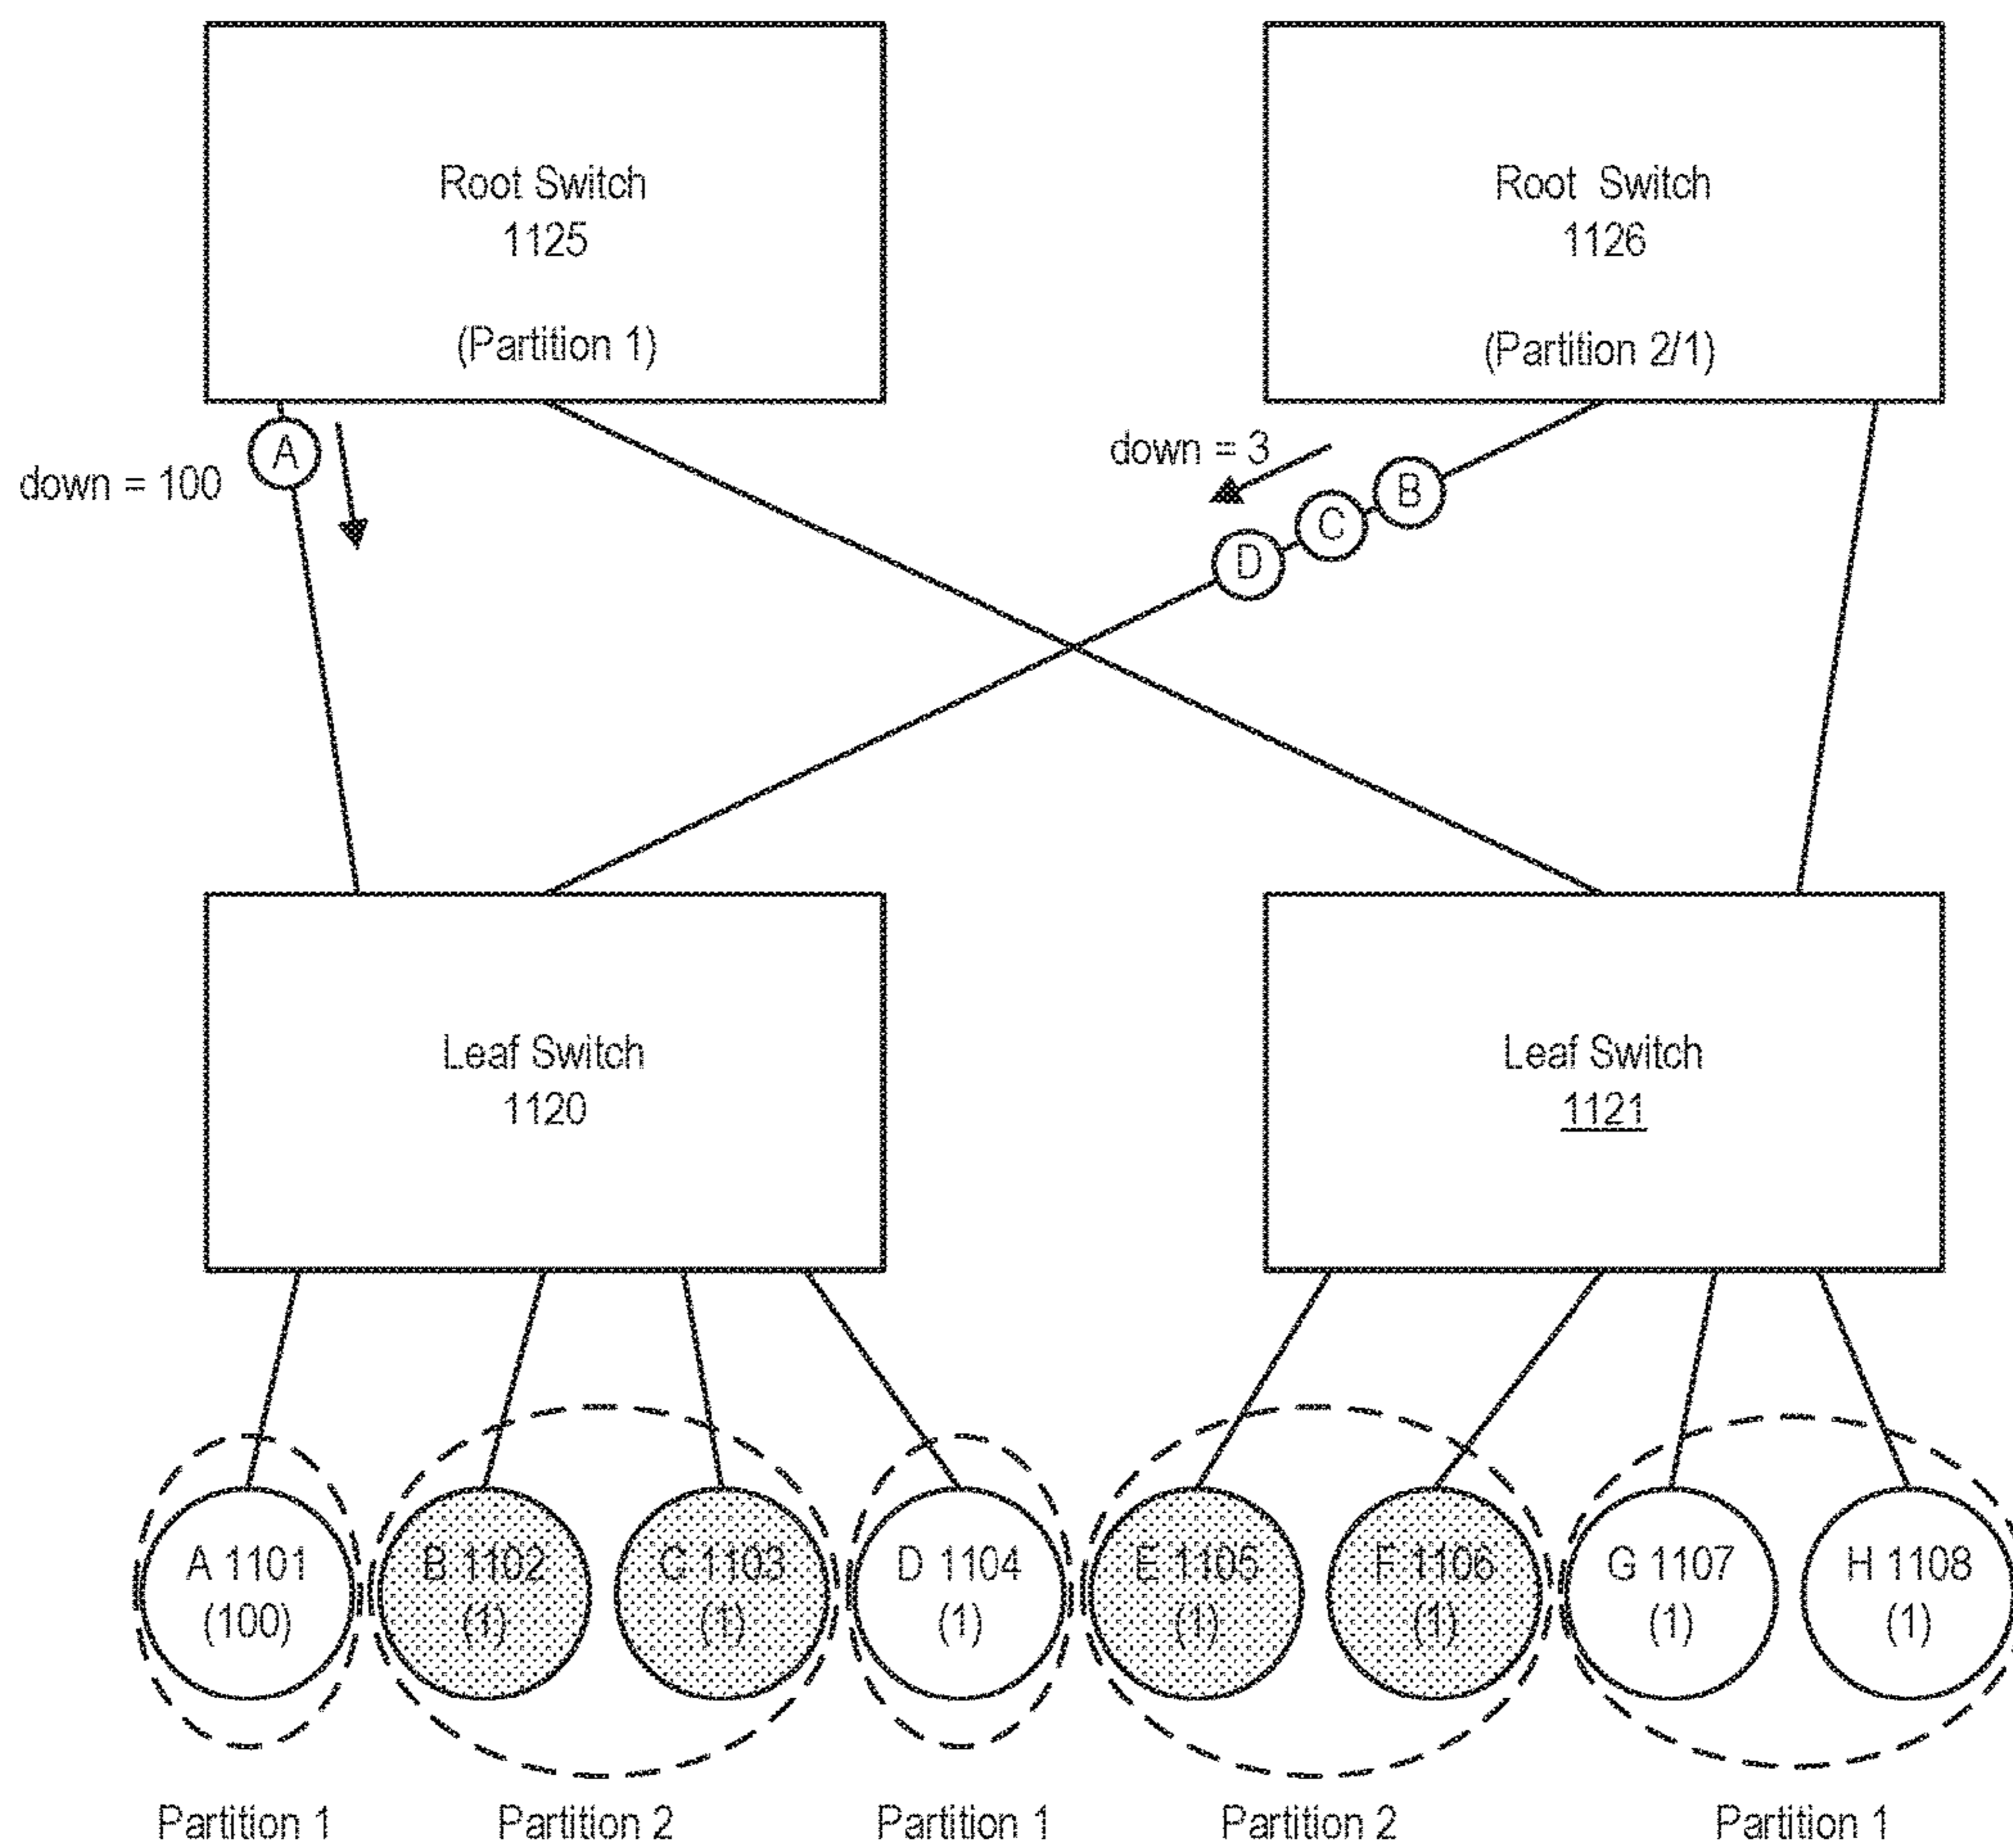 Root Switch
1125
(Partition 1)
Root Switch
1126
(Partition 2/1)
A
down = 100
down = 3
B
C
D
Leaf Switch
1120
Leaf Switch
1121
A 1101
(100)
B 1102
(1)
C 1103
(1)
D 1104
(1)
E 1105
(1)
F 1106
(1)
G 1107
(1)
H 1108
(1)
Partition 1
Partition 2
Partition 1
Partition 2
Partition 1